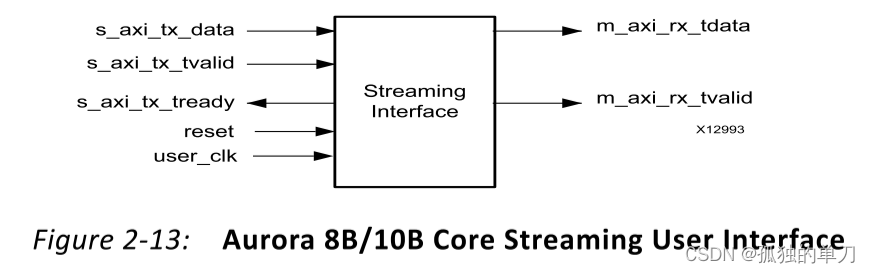 s_axi_tx_data
s_axi_tx_tvalid
s_axi_tx_tready
reset
user_clk
Streaming
Interface
m_axi_rx_tdata
m_axi_rx_tvalid
X12993
Figure 2-13: Aurora 8B/10B Core Streaming User Interface
CSDN @孤独的单刀